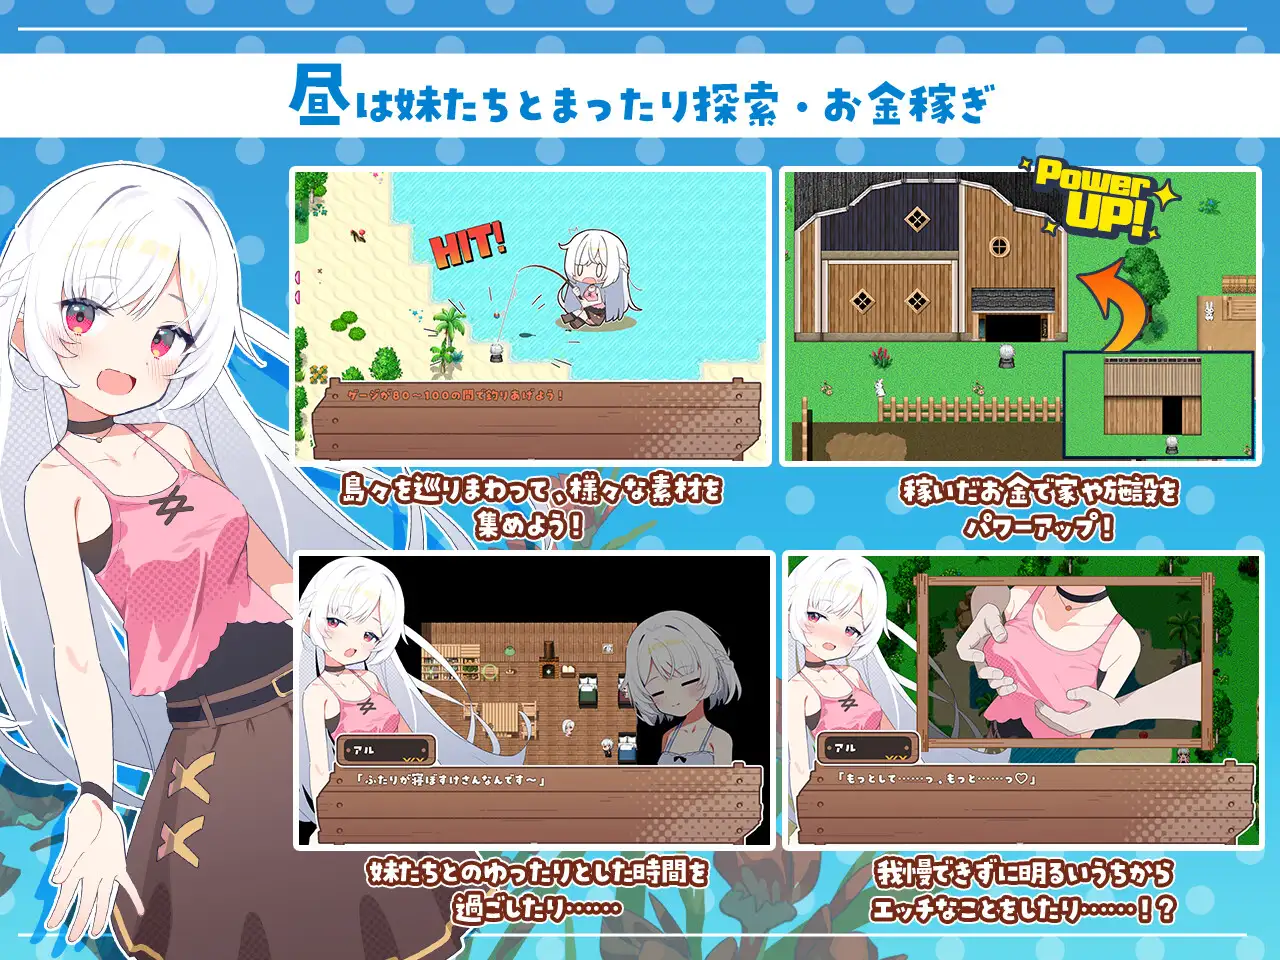 昼は妹たちとまったり探索・お金稼ぎ
HIT!
ゲージが80～100の間で釣りあげよう！
島々を巡りまわって、様々な素材を
集めよう！
Power
UP!
稼いだお金で家や施設を
パワーアップ！
アル
「ふたりが寝ぼすけさんなんです～」
妹たちとのゆったりとした時間を
過ごしたり……
アル
「もっとして……っ、もっと……っ♡」
我慢できずに明るいうちから
エッチなことをしたり……！？